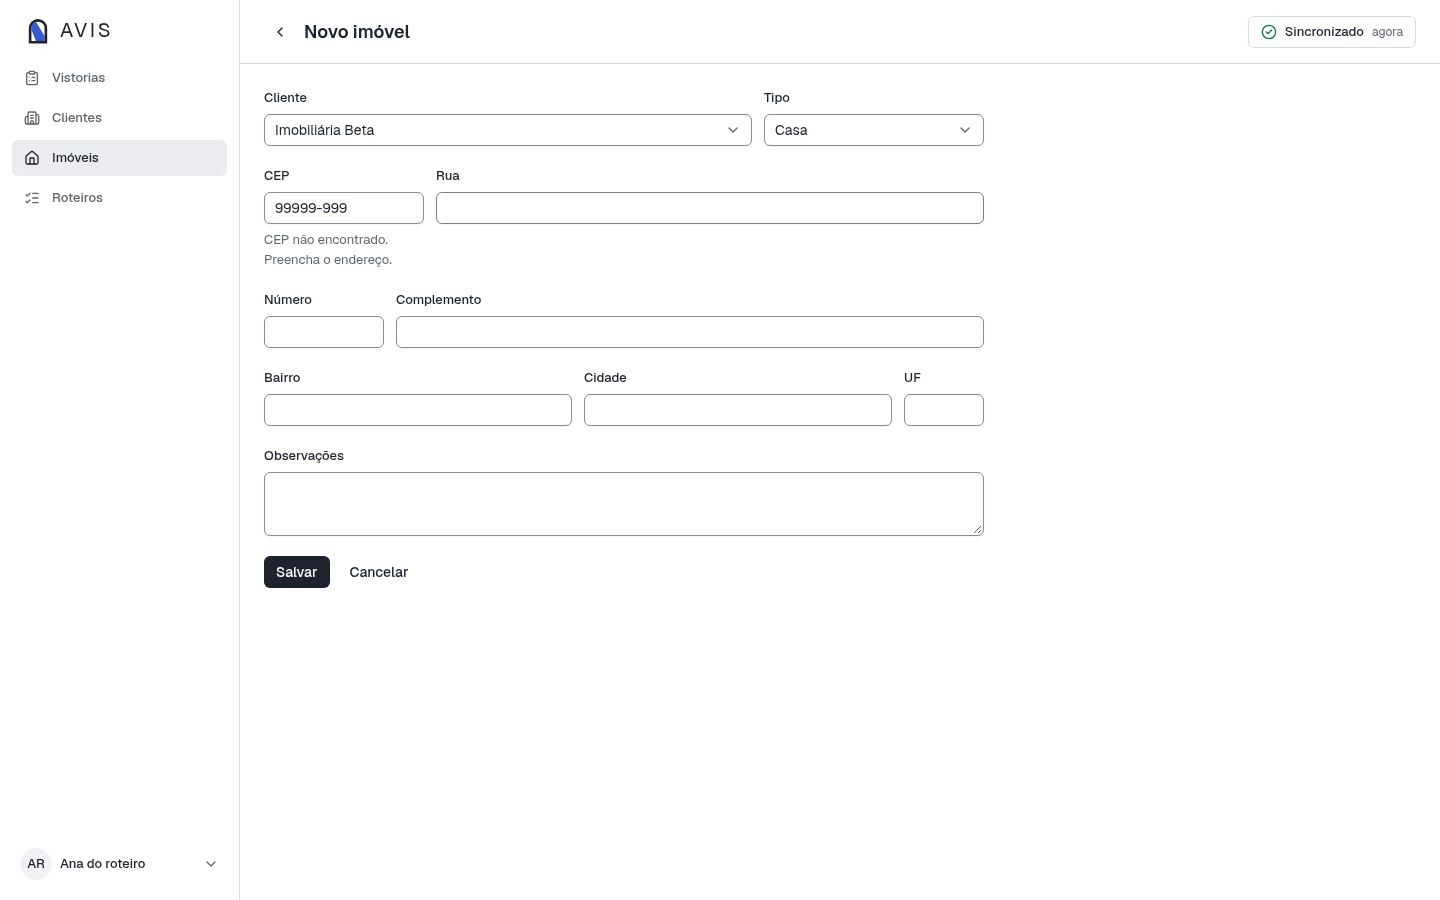 AVIS
Novo imóvel
Sincronizado agora
Vistorias
Clientes
Imóveis
Roteiros
Cliente
Tipo
Imobiliária Beta
Casa
CEP
Rua
99999-999
CEP não encontrado.
Preencha o endereço.
Número
Complemento
Bairro
Cidade
UF
Observações
Salvar
Cancelar
AR
Ana do roteiro